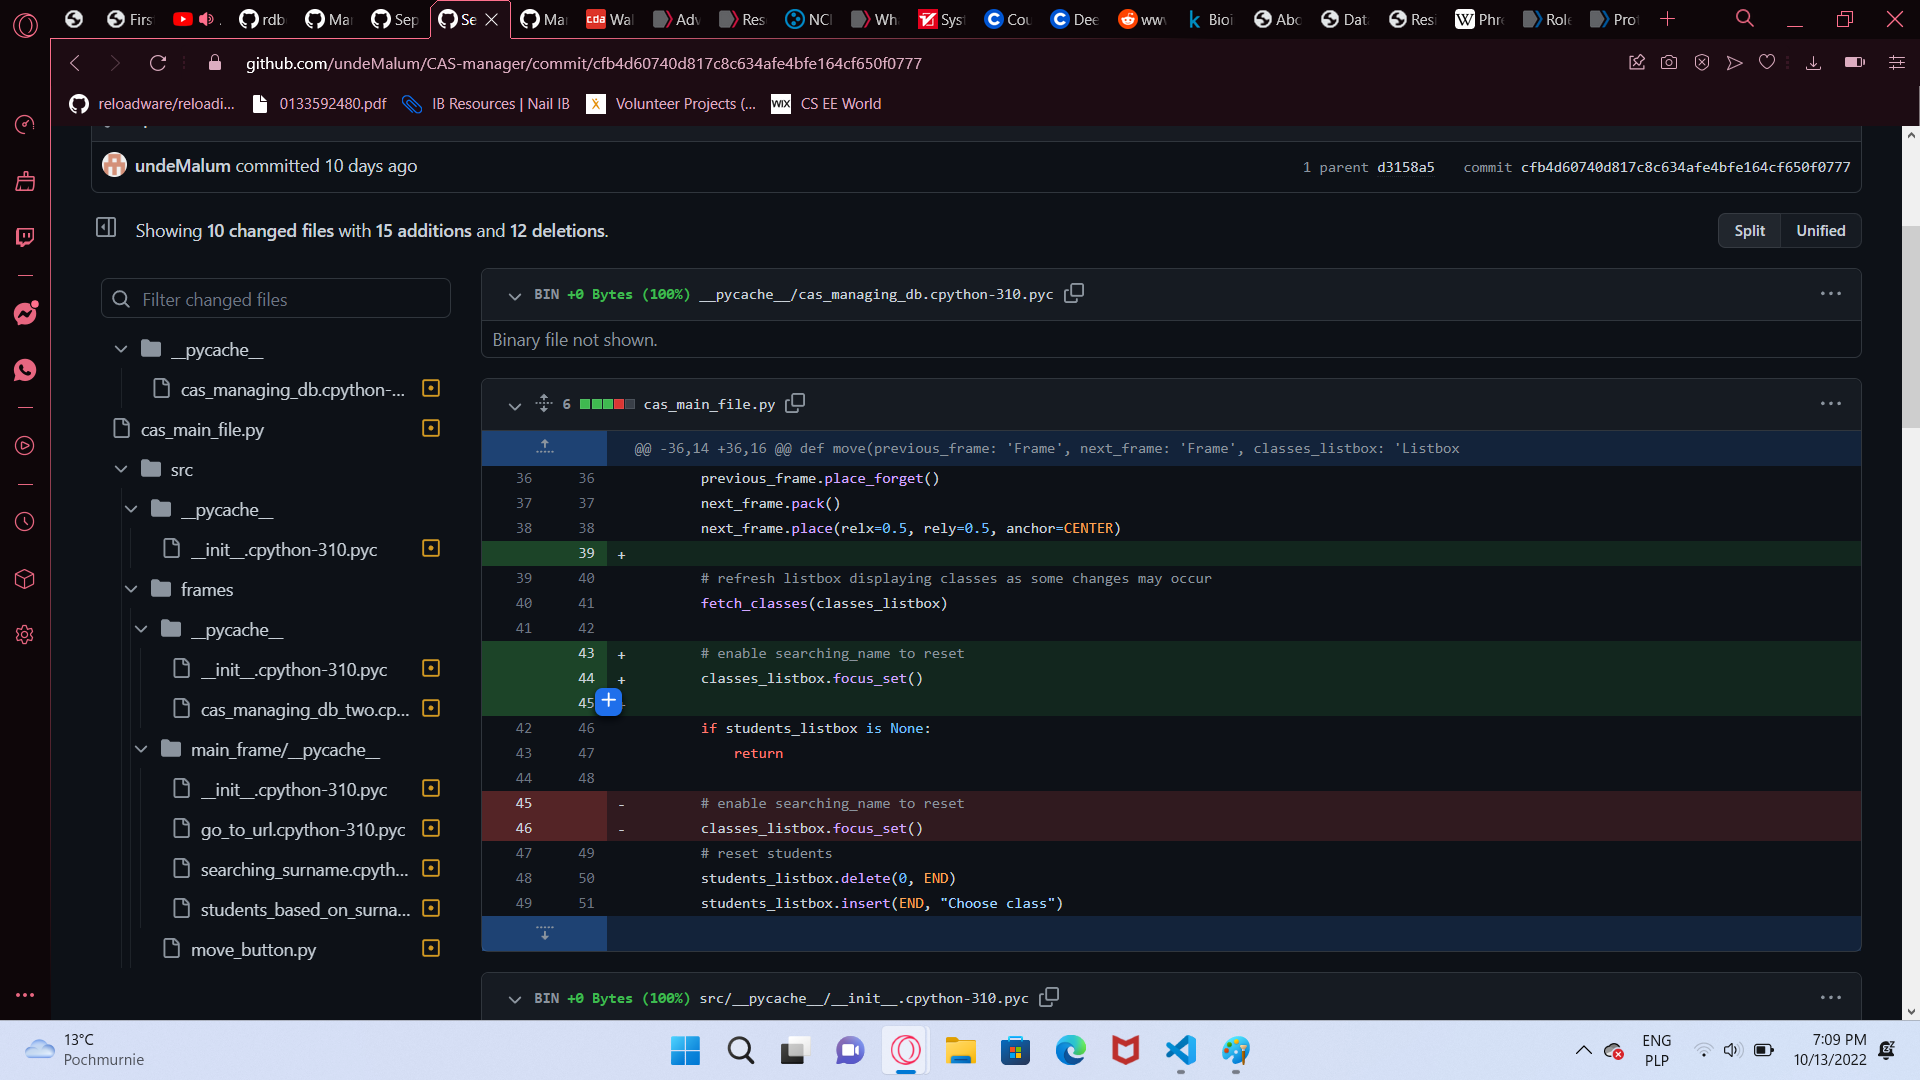 Firs
rdb
Mar
Sep
Se
Mar
cda Wal
Adv
Res
NCI
Wh
Syst
Cou
Dee
ww
k Bioi
Abo
Dat
Resi
W Phr
Role
Prot
github.com/undeMalum/CAS-manager/commit/cfb4d60740d817c8c634afe4bfe164cf650f0777
reloadware/reloadi...
0133592480.pdf
IB Resources | Nail IB
Volunteer Projects (...
WIX CS EE World
undeMalum committed 10 days ago
1 parent d3158a5 commit cfb4d60740d817c8c634afe4bfe164cf650f0777
Showing 10 changed files with 15 additions and 12 deletions.
Split Unified
Filter changed files
__pycache__
cas_managing_db.cpython-...
cas_main_file.py
src
__pycache__
__init__.cpython-310.pyc
frames
__pycache__
__init__.cpython-310.pyc
cas_managing_db_two.cp...
main_frame/__pycache__
__init__.cpython-310.pyc
go_to_url.cpython-310.pyc
searching_surname.cpyth...
students_based_on_surna...
move_button.py
BIN +0 Bytes (100%) __pycache__/cas_managing_db.cpython-310.pyc
Binary file not shown.
6 cas_main_file.py
@@ -36,14 +36,16 @@ def move(previous_frame: 'Frame', next_frame: 'Frame', classes_listbox: 'Listbox
36 36 previous_frame.place_forget()
37 37 next_frame.pack()
38 38 next_frame.place(relx=0.5, rely=0.5, anchor=CENTER)
39 +
39 40 # refresh listbox displaying classes as some changes may occur
40 41 fetch_classes(classes_listbox)
41 42
43 + # enable searching_name to reset
44 + classes_listbox.focus_set()
45 +
42 46 if students_listbox is None:
43 47 return
44 48
45 - # enable searching_name to reset
46 - classes_listbox.focus_set()
47 49 # reset students
48 50 students_listbox.delete(0, END)
49 51 students_listbox.insert(END, "Choose class")
BIN +0 Bytes (100%) src/__pycache__/__init__.cpython-310.pyc
13°C
Pochmurnie
ENG
PLP
7:09 PM
10/13/2022